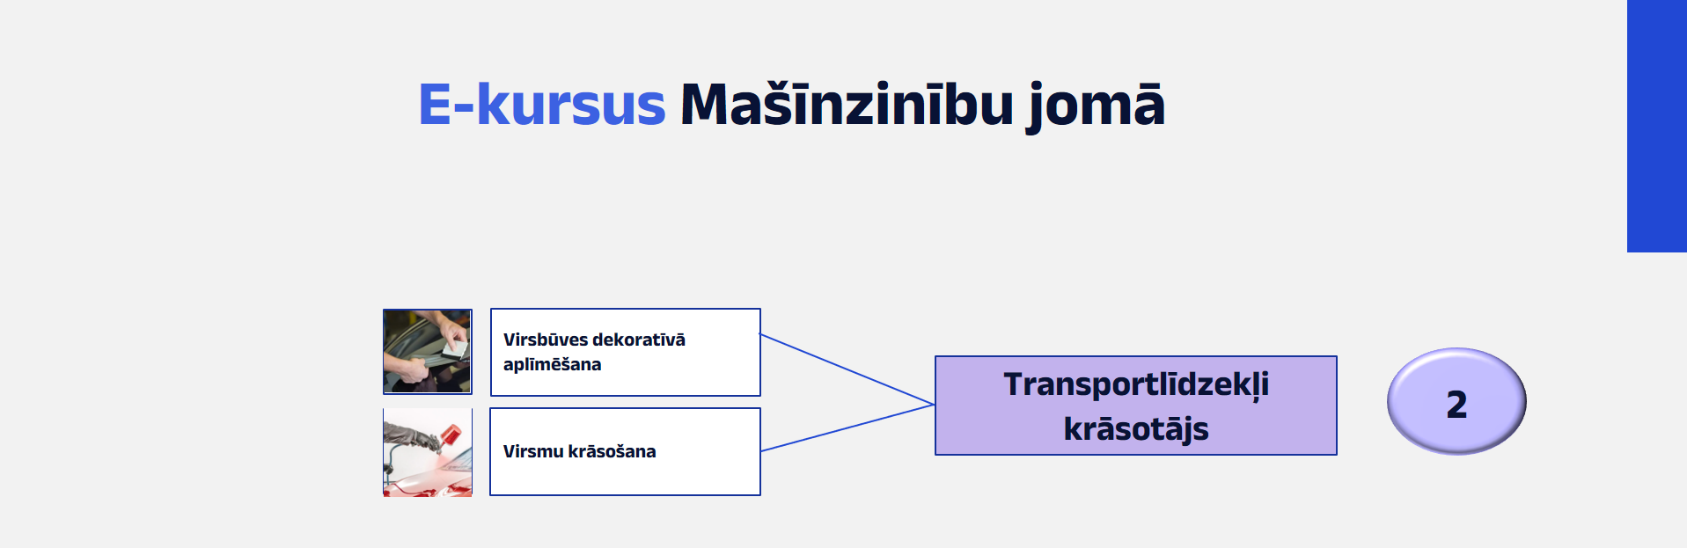 E-kursus Mašīnzinību jomā
Virsbūves dekoratīvā
aplīmēšana
Virsmu krāsošana
Transportlīdzekļi
krāsotājs
2